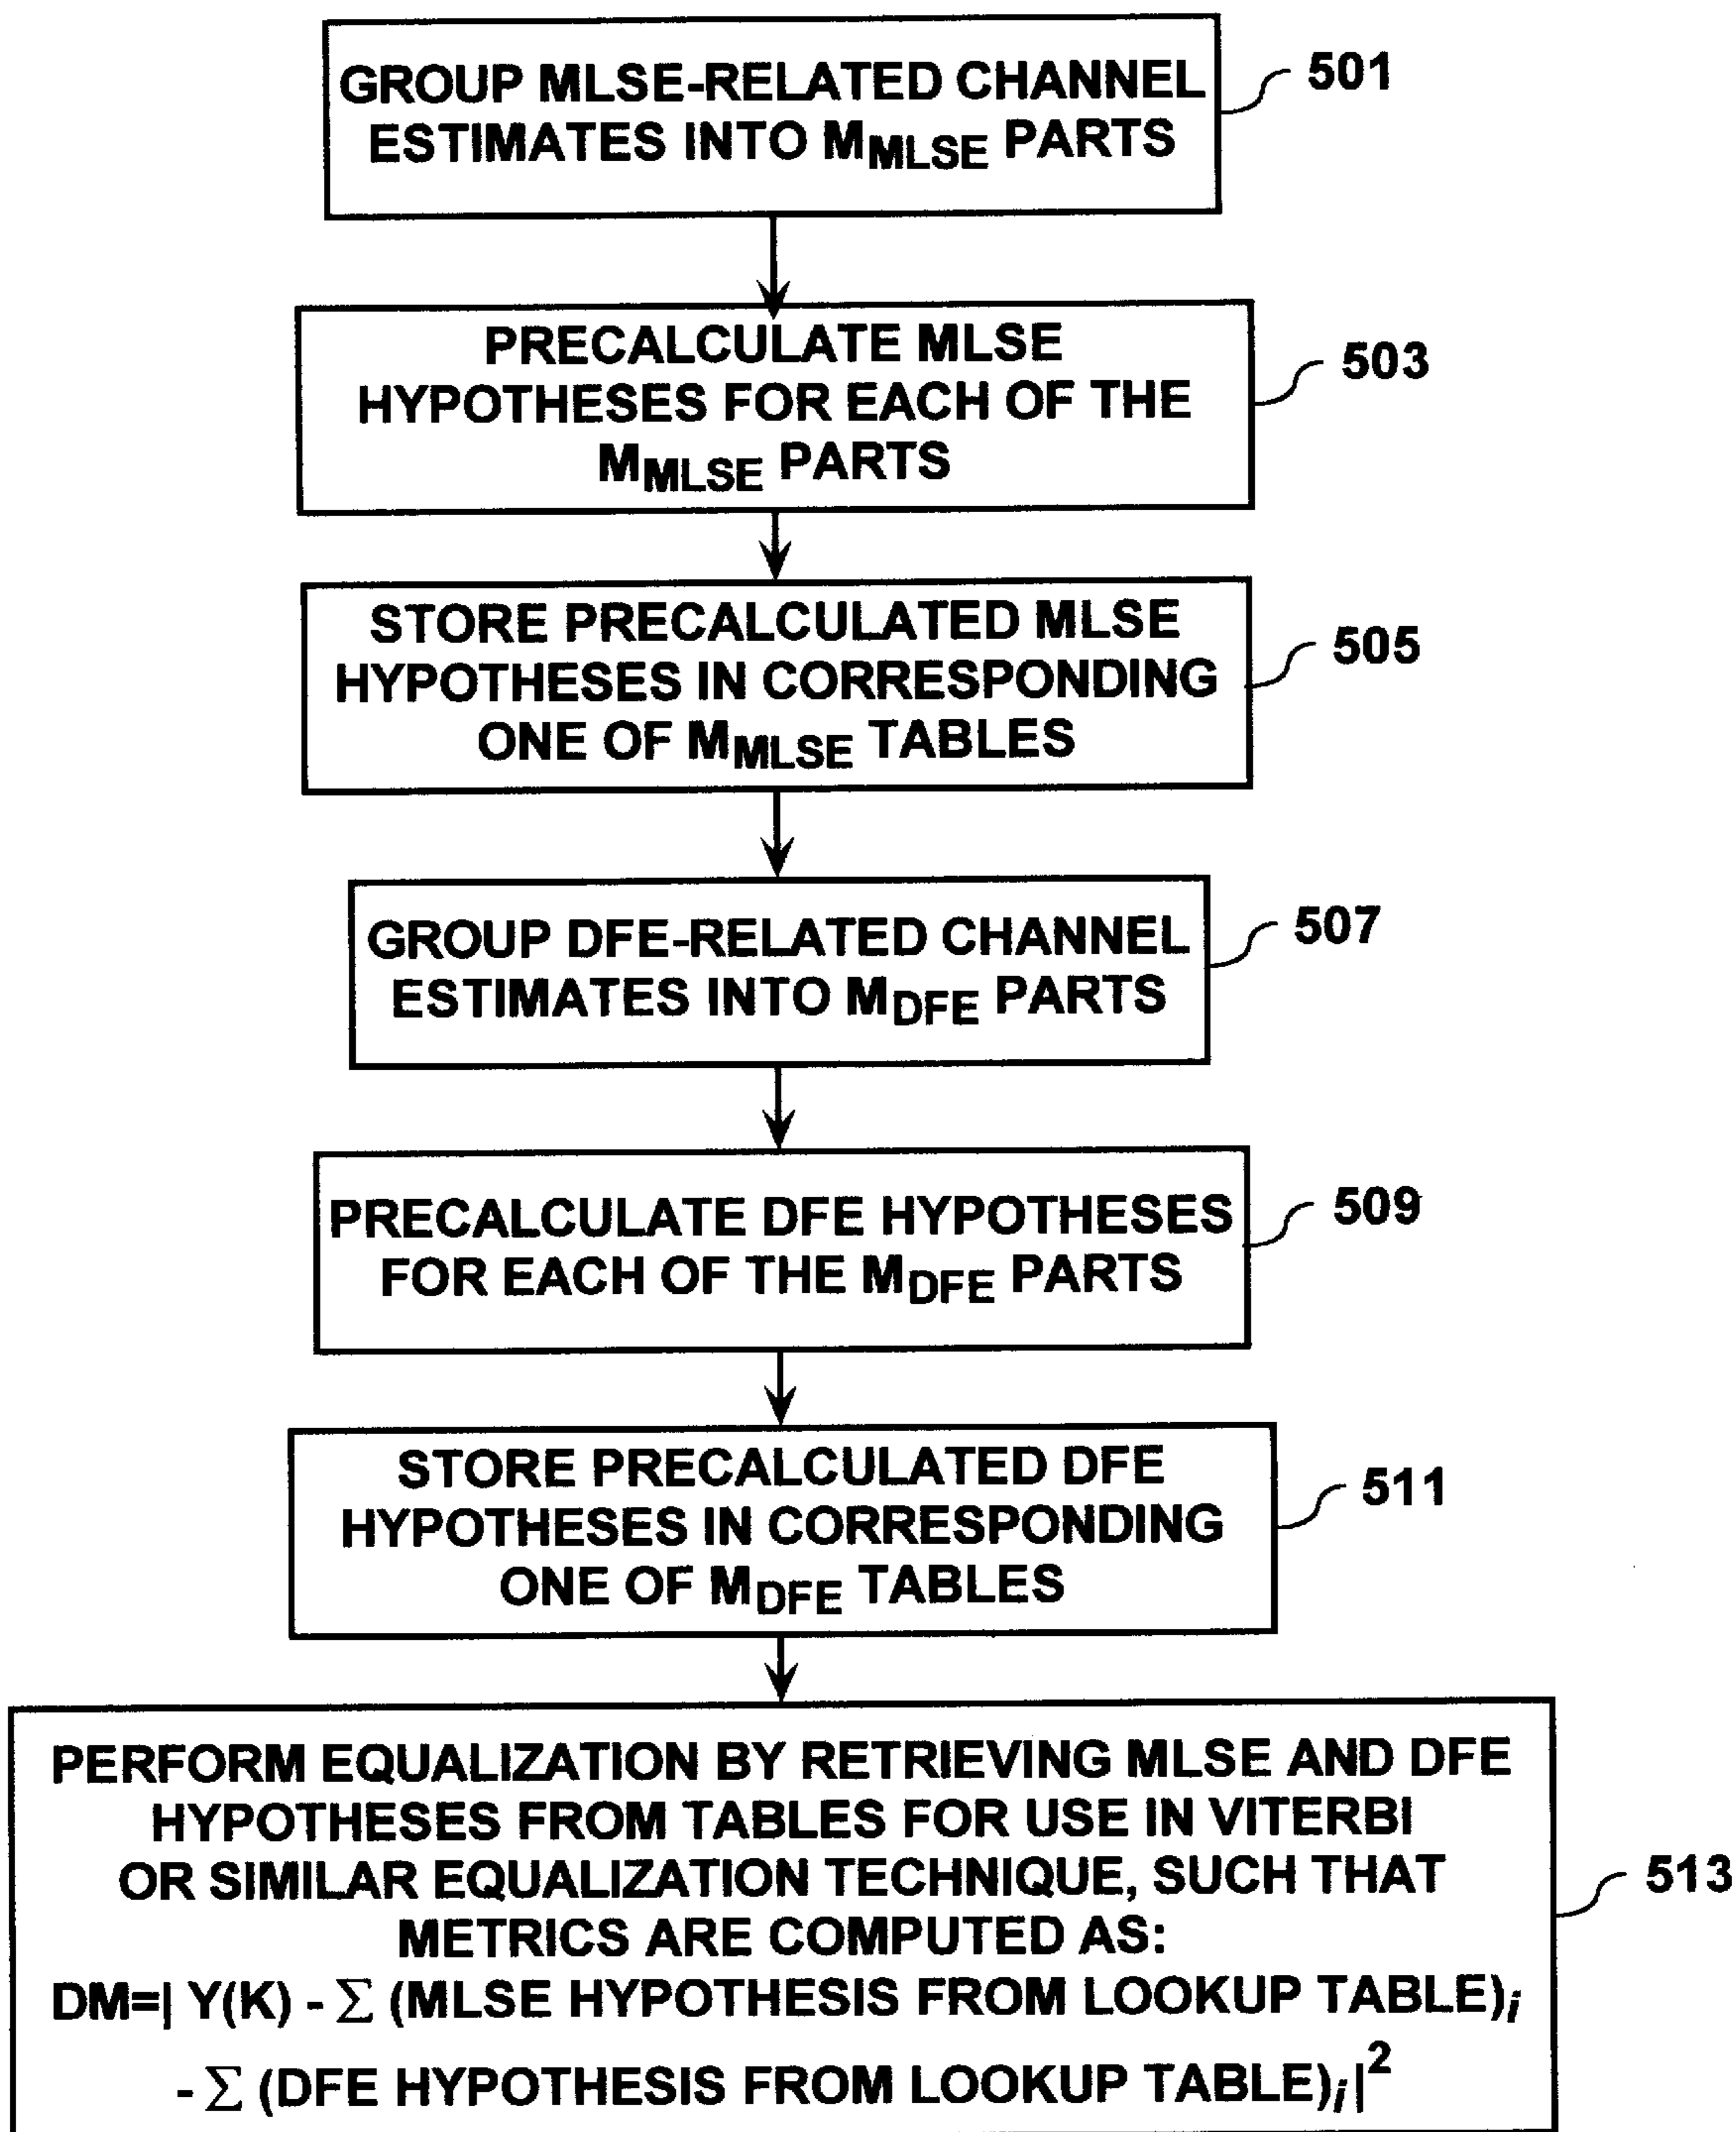 GROUP MLSE-RELATED CHANNEL
ESTIMATES INTO MMLSE PARTS
501
PRECALCULATE MLSE
HYPOTHESES FOR EACH OF THE
MMLSE PARTS
503
STORE PRECALCULATED MLSE
HYPOTHESES IN CORRESPONDING
ONE OF MMLSE TABLES
505
GROUP DFE-RELATED CHANNEL
ESTIMATES INTO MDFE PARTS
507
PRECALCULATE DFE HYPOTHESES
FOR EACH OF THE MDFE PARTS
509
STORE PRECALCULATED DFE
HYPOTHESES IN CORRESPONDING
ONE OF MDFE TABLES
511
PERFORM EQUALIZATION BY RETRIEVING MLSE AND DFE
HYPOTHESES FROM TABLES FOR USE IN VITERBI
OR SIMILAR EQUALIZATION TECHNIQUE, SUCH THAT
METRICS ARE COMPUTED AS:
DM=| Y(K) - Σ (MLSE HYPOTHESIS FROM LOOKUP TABLE)i
- Σ (DFE HYPOTHESIS FROM LOOKUP TABLE)i|2
513